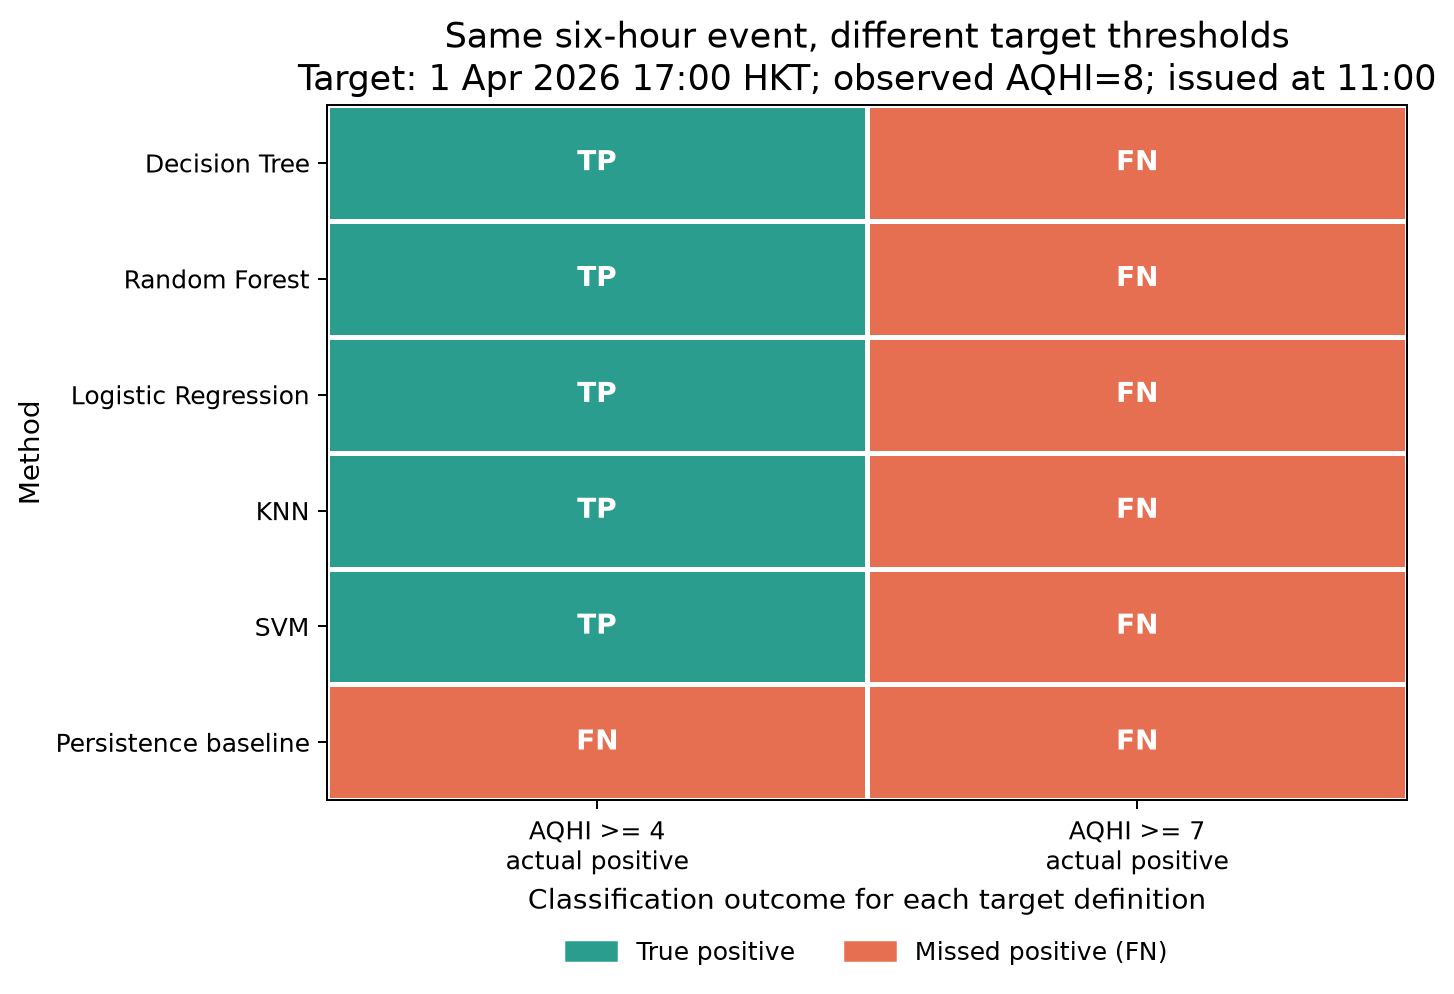 Same six-hour event, different target thresholds
Target: 1 Apr 2026 17:00 HKT; observed AQHI=8; issued at 11:00
Method
Decision Tree
TP
FN
Random Forest
TP
FN
Logistic Regression
TP
FN
KNN
TP
FN
SVM
TP
FN
Persistence baseline
FN
FN
AQHI >= 4
actual positive
AQHI >= 7
actual positive
Classification outcome for each target definition
True positive
Missed positive (FN)